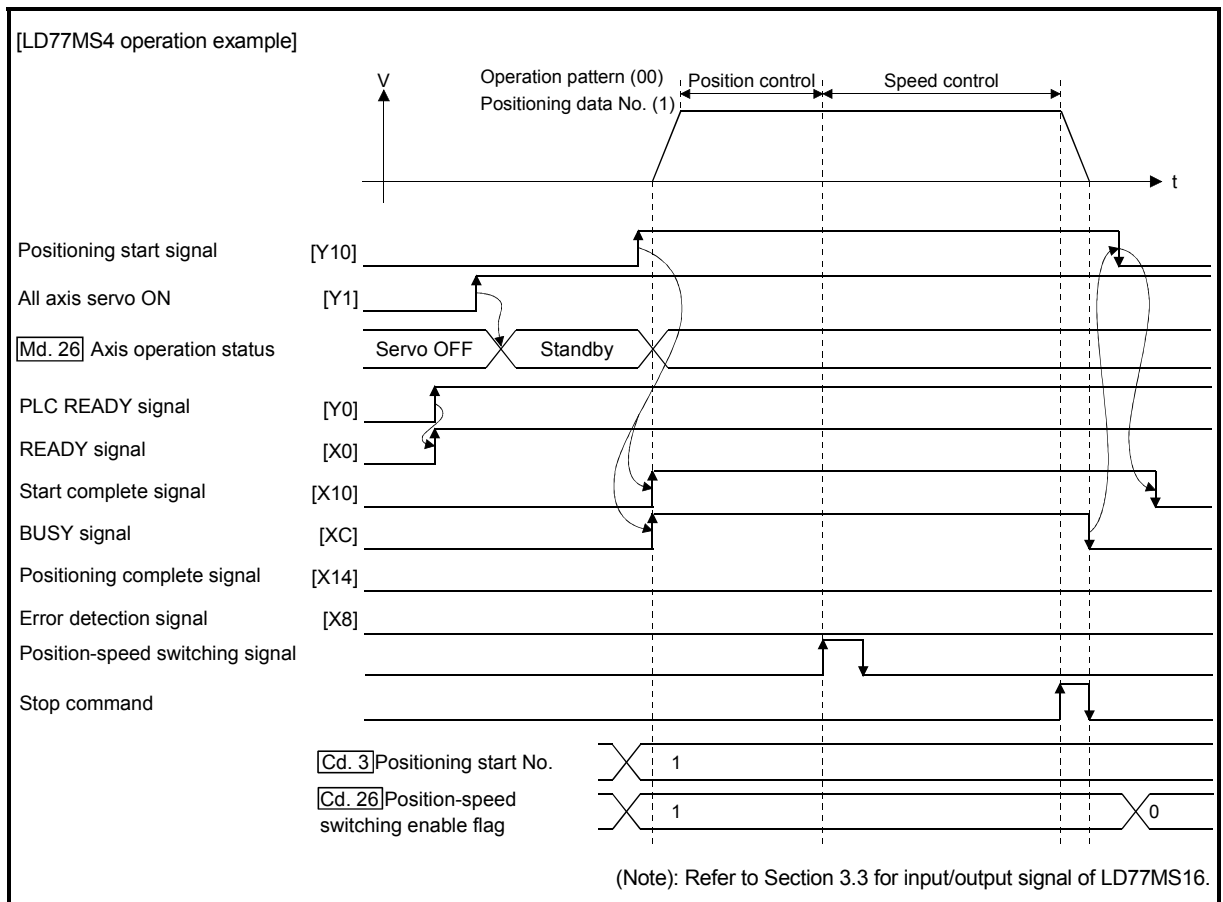 [LD77MS4 operation example]
V
Operation pattern (00)
Position control
Speed control
Positioning data No. (1)
t
Positioning start signal [Y10]
All axis servo ON [Y1]
Md. 26 Axis operation status
Servo OFF
Standby
PLC READY signal [Y0]
READY signal [X0]
Start complete signal [X10]
BUSY signal [XC]
Positioning complete signal [X14]
Error detection signal [X8]
Position-speed switching signal
Stop command
Cd. 3 Positioning start No.
1
Cd. 26 Position-speed
switching enable flag
1
0
(Note): Refer to Section 3.3 for input/output signal of LD77MS16.